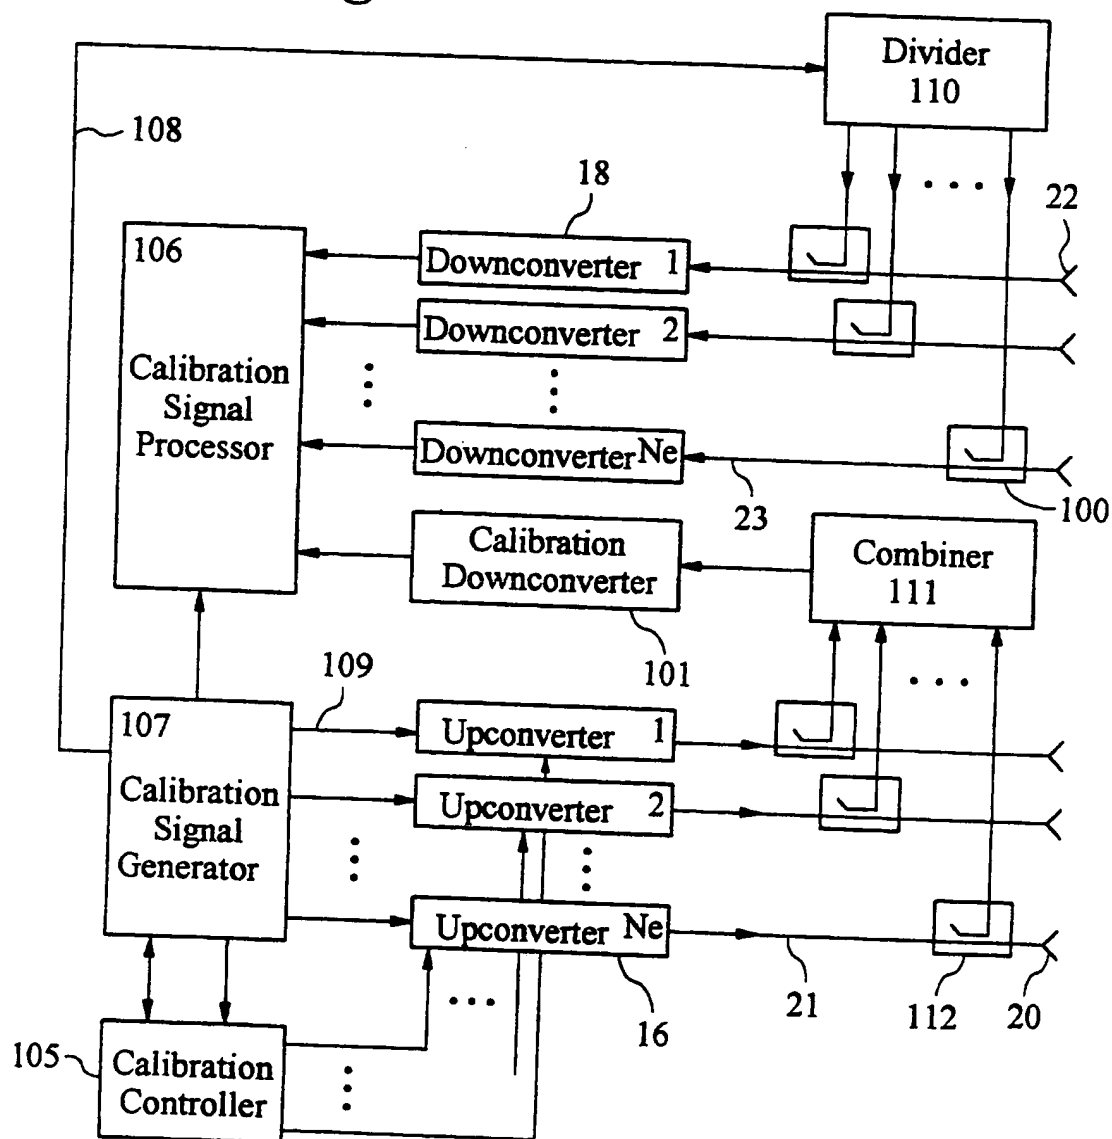 Divider
110
108
18
22
106
Downconverter 1
Downconverter 2
Calibration
Signal
Processor
Downconverter Ne
23
100
Calibration
Downconverter
Combiner
111
101
109
107
Upconverter 1
Upconverter 2
Calibration
Signal
Generator
Upconverter Ne
21
112
20
16
105
Calibration
Controller